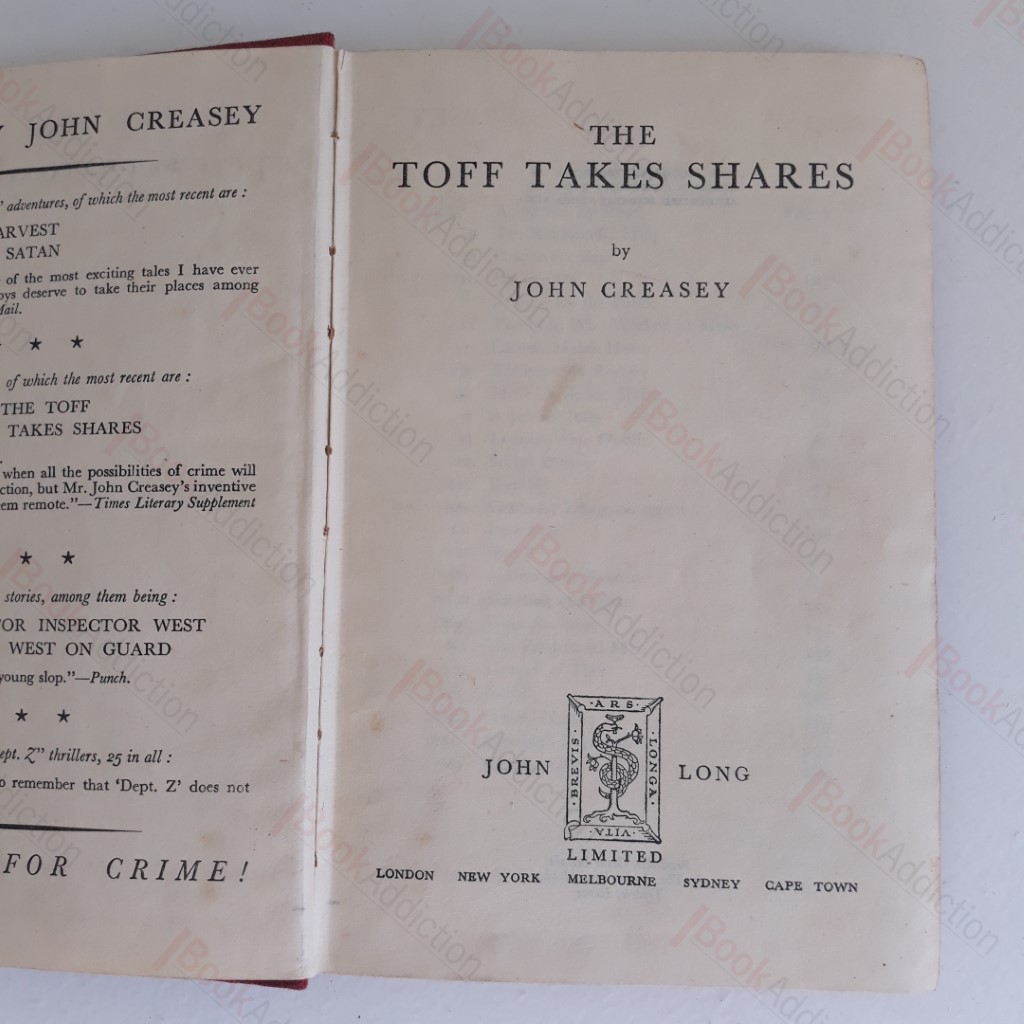 JOHN CREASEY
adventures, of which the most recent are :
ARVEST
SATAN
of the most exciting tales I have ever
oys deserve to take their places among
Mail.
★ ★
of which the most recent are :
THE TOFF
TAKES SHARES
when all the possibilities of crime will
ction, but Mr. John Creasey's inventive
em remote."—Times Literary Supplement
★ ★
stories, among them being :
OR INSPECTOR WEST
WEST ON GUARD
young slop."—Punch.
★ ★
ept. Z" thrillers, 25 in all :
o remember that 'Dept. Z' does not
FOR CRIME!
THE
TOFF TAKES SHARES
by
JOHN CREASEY
JOHN
·ARS·
BREVIS·
LONGA·
·VITA·
LONG
LIMITED
LONDON NEW YORK MELBOURNE SYDNEY CAPE TOWN
BookAddiction